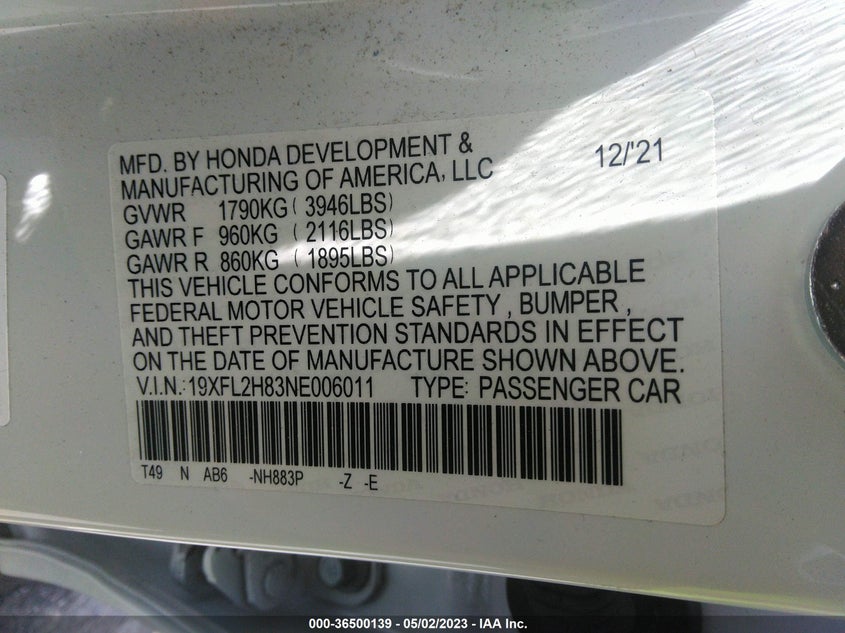 MFD. BY HONDA DEVELOPMENT &
MANUFACTURING OF AMERICA, LLC 12/'21
GVWR 1790KG ( 3946LBS)
GAWR F 960KG ( 2116LBS)
GAWR R 860KG ( 1895LBS)
THIS VEHICLE CONFORMS TO ALL APPLICABLE
FEDERAL MOTOR VEHICLE SAFETY , BUMPER ,
AND THEFT PREVENTION STANDARDS IN EFFECT
ON THE DATE OF MANUFACTURE SHOWN ABOVE.
V.I.N.: 19XFL2H83NE006011 TYPE: PASSENGER CAR
T49 N AB6 -NH883P -Z -E
000-36500139 - 05/02/2023 - IAA Inc.